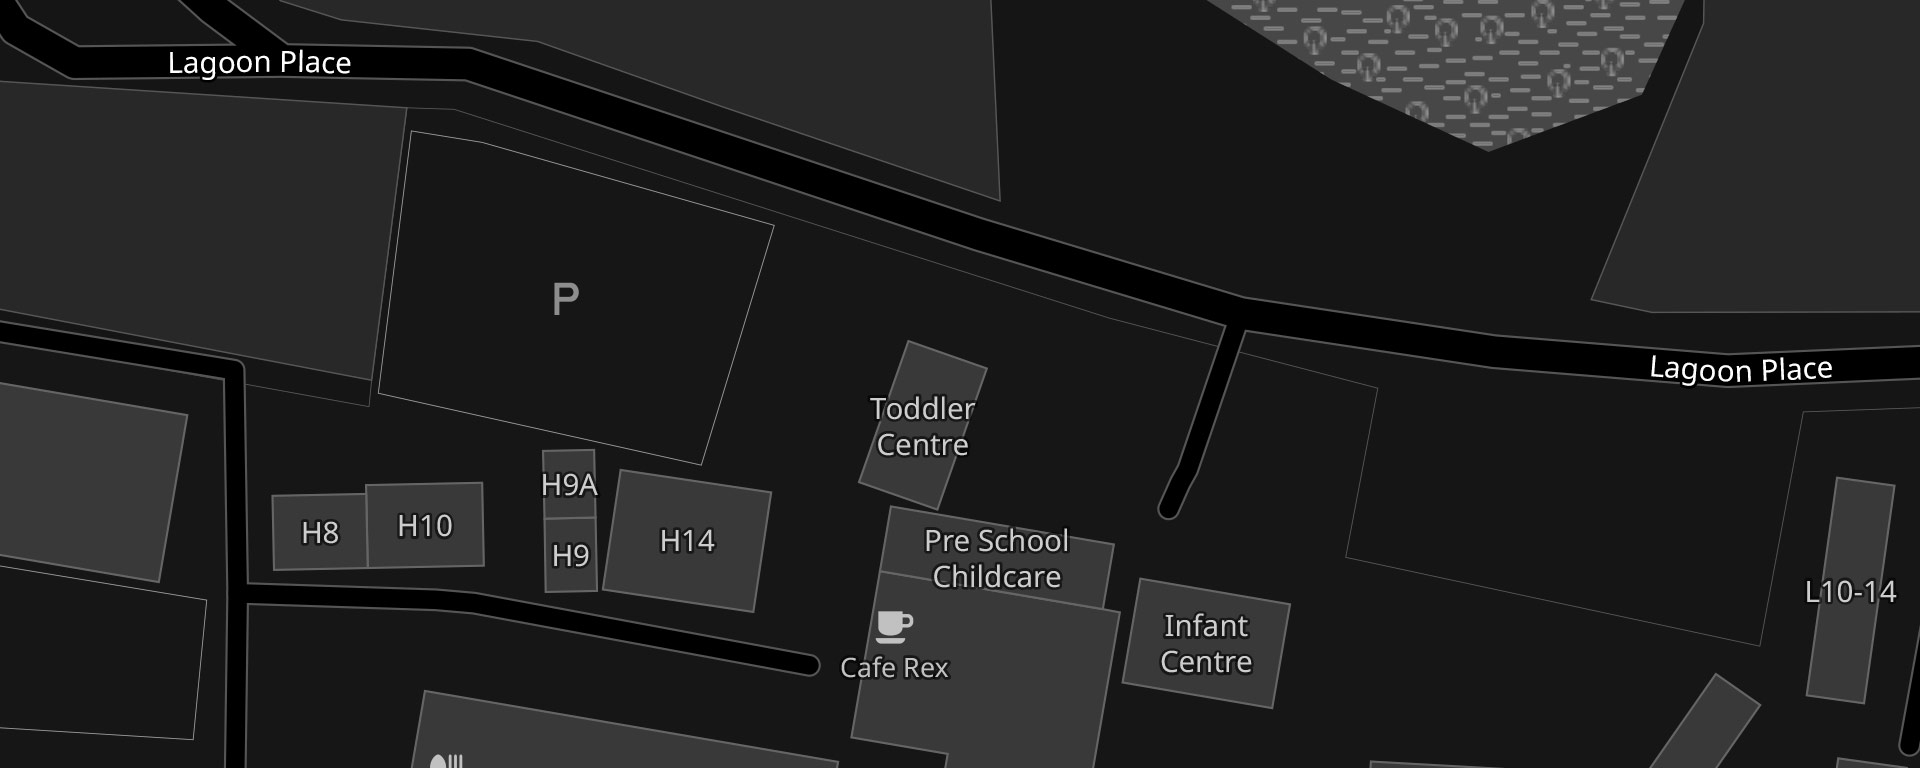 Lagoon Place
P
Lagoon Place
Toddler
Centre
H9A
H8
H10
H9
H14
Pre School
Childcare
L10-14
Infant
Centre
Cafe Rex